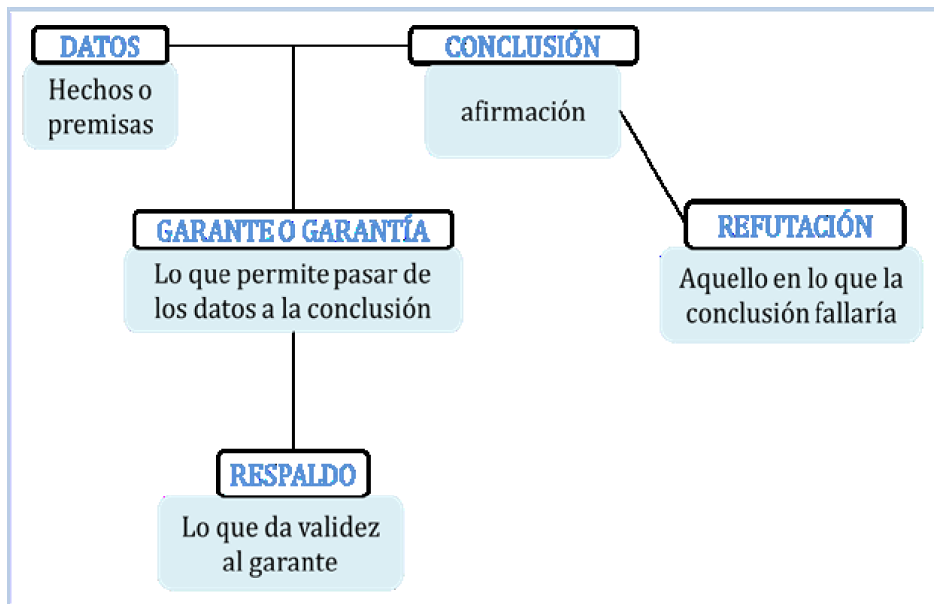 DATOS
Hechos o
premisas
CONCLUSIÓN
afirmación
GARANTE O GARANTÍA
Lo que permite pasar de
los datos a la conclusión
REFUTACIÓN
Aquello en lo que la
conclusión fallaría
RESPALDO
Lo que da validez
al garante